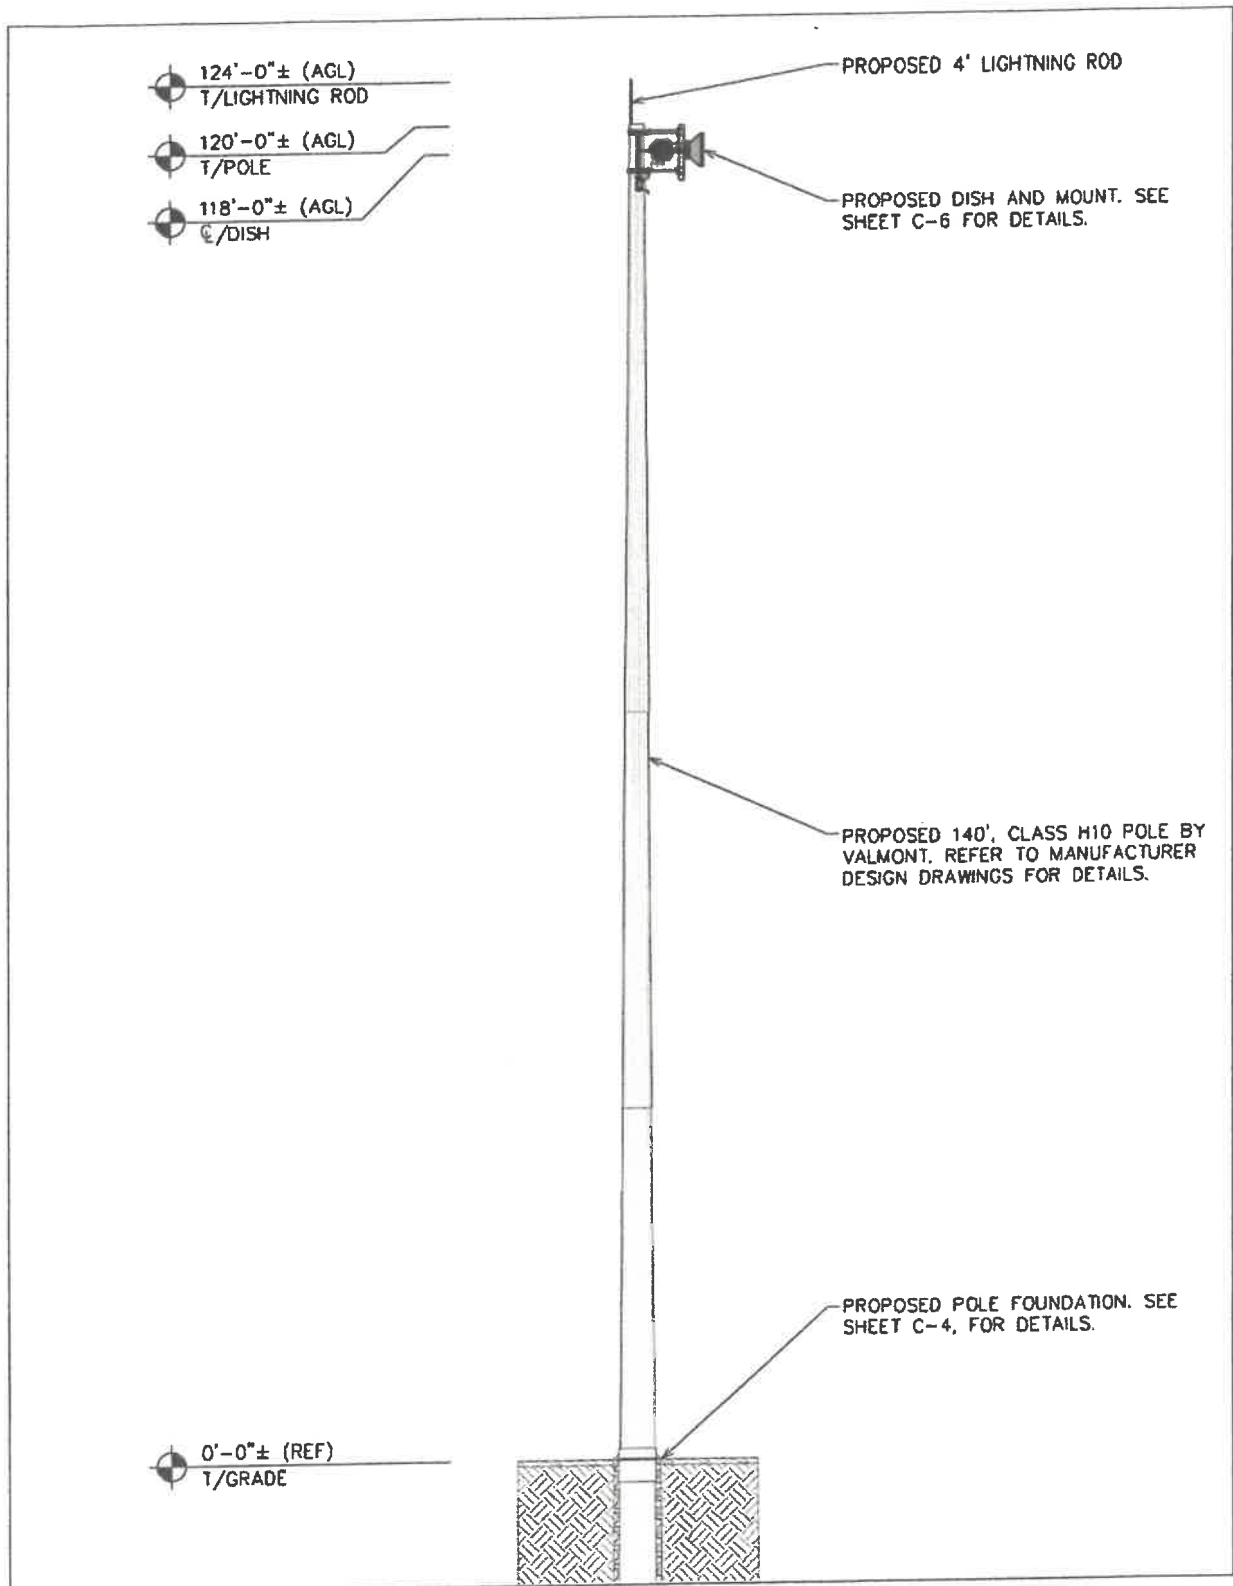 124'-0"± (AGL)
T/LIGHTNING ROD
120'-0"± (AGL)
T/POLE
118'-0"± (AGL)
℄/DISH
PROPOSED 4' LIGHTNING ROD
PROPOSED DISH AND MOUNT. SEE
SHEET C-6 FOR DETAILS.
PROPOSED 140', CLASS H10 POLE BY
VALMONT. REFER TO MANUFACTURER
DESIGN DRAWINGS FOR DETAILS.
PROPOSED POLE FOUNDATION. SEE
SHEET C-4, FOR DETAILS.
0'-0"± (REF)
T/GRADE